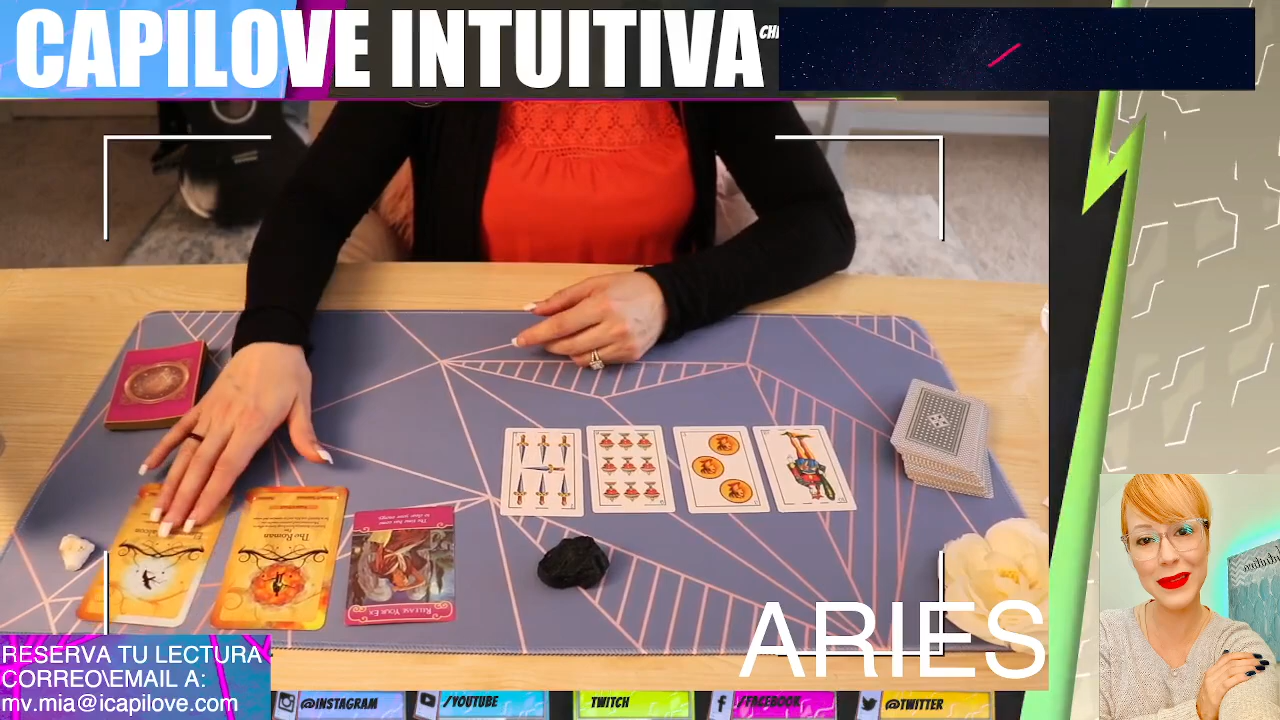 CAPILOVE INTUITIVA
The Roman
RELEASE YOUR EX
ARIES
RESERVA TU LECTURA
CORREO\EMAIL A:
mv.mia@icapilove.com
@INSTAGRAM
/YOUTUBE
TWITCH
/FACEBOOK
@TWITTER